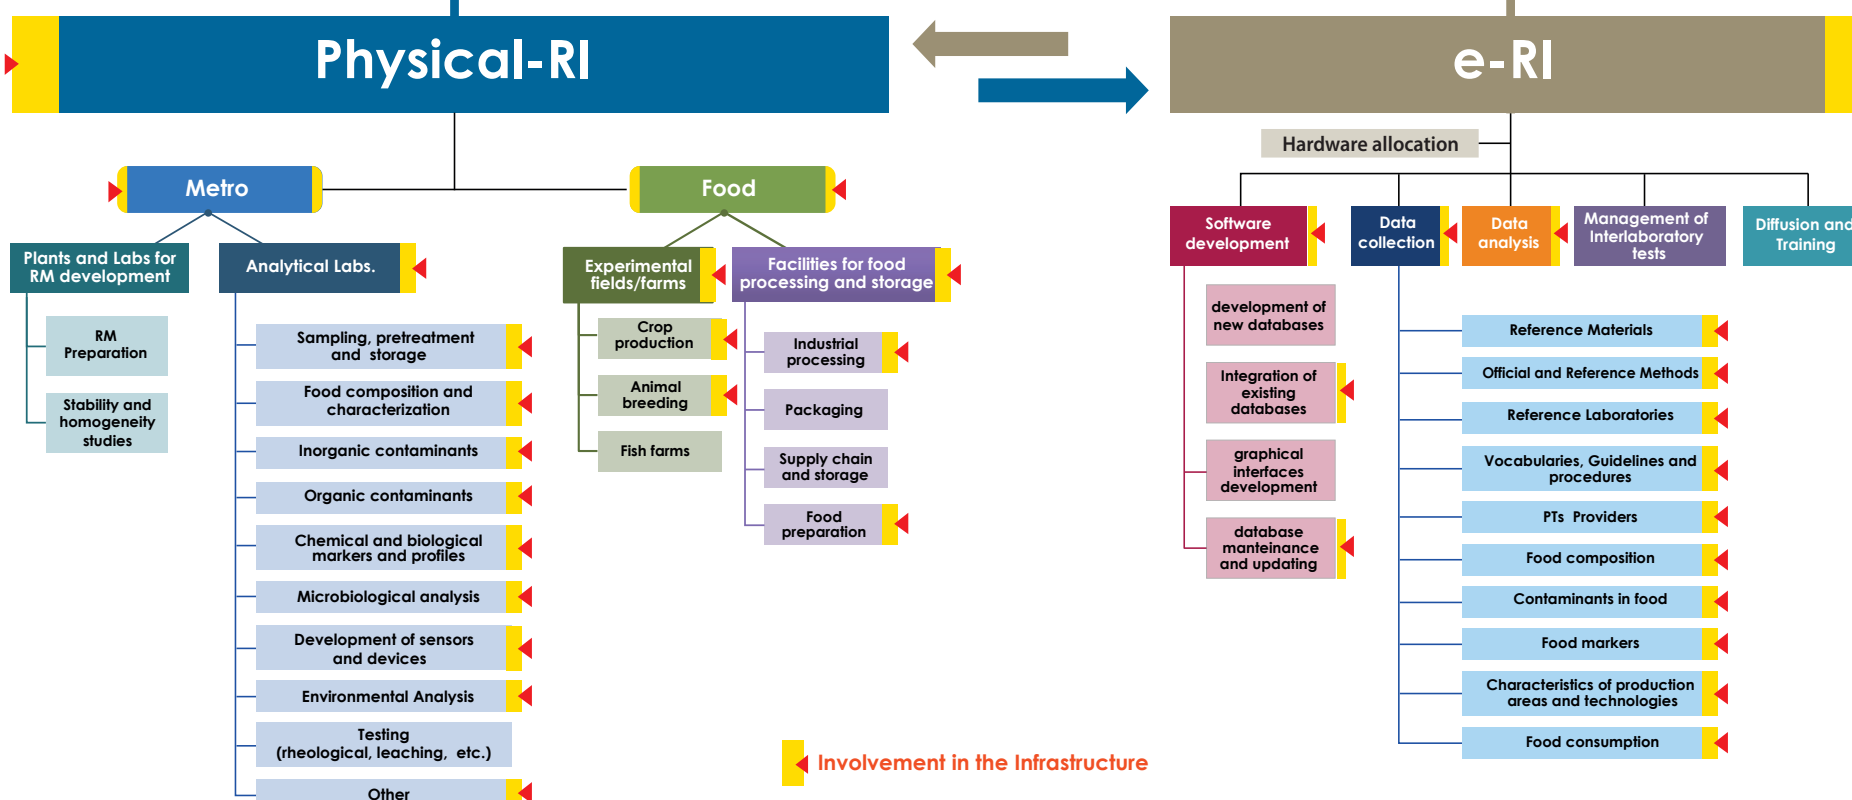 Physical-RI
e-RI
Hardware allocation
Metro
Food
Plants and Labs for
RM development
Analytical Labs.
Experimental
fields/farms
Facilities for food
processing and storage
Software
development
Data
collection
Data
analysis
Management of
Interlaboratory
tests
Diffusion and
Training
RM
Preparation
Stability and
homogeneity
studies
Sampling, pretreatment
and storage
Food composition and
characterization
Inorganic contaminants
Organic contaminants
Chemical and biological
markers and profiles
Microbiological analysis
Development of sensors
and devices
Environmental Analysis
Testing
(rheological, leaching, etc.)
Other
Crop
production
Animal
breeding
Fish farms
Industrial
processing
Packaging
Supply chain
and storage
Food
preparation
development of
new databases
Integration of
existing
databases
graphical
interfaces
development
database
manteinance
and updating
Reference Materials
Official and Reference Methods
Reference Laboratories
Vocabularies, Guidelines and
procedures
PTs Providers
Food composition
Contaminants in food
Food markers
Characteristics of production
areas and technologies
Food consumption
Involvement in the Infrastructure